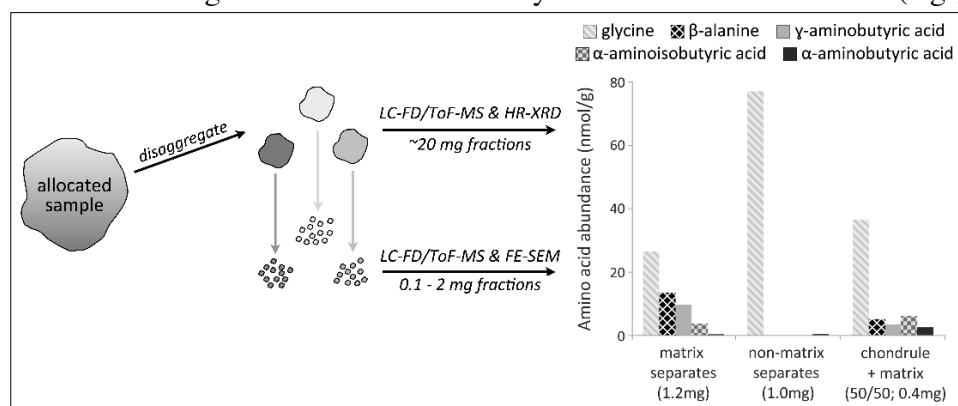 glycine β-alanine γ-aminobutyric acid
α-aminoisobutyric acid α-aminobutyric acid
allocated
sample
disaggregate
LC-FD/ToF-MS & HR-XRD
~20 mg fractions
LC-FD/ToF-MS & FE-SEM
0.1 - 2 mg fractions
Amino acid abundance (nmol/g)
80
60
40
20
0
matrix
separates
(1.2mg)
non-matrix
separates
(1.0mg)
chondrule
+ matrix
(50/50; 0.4mg)